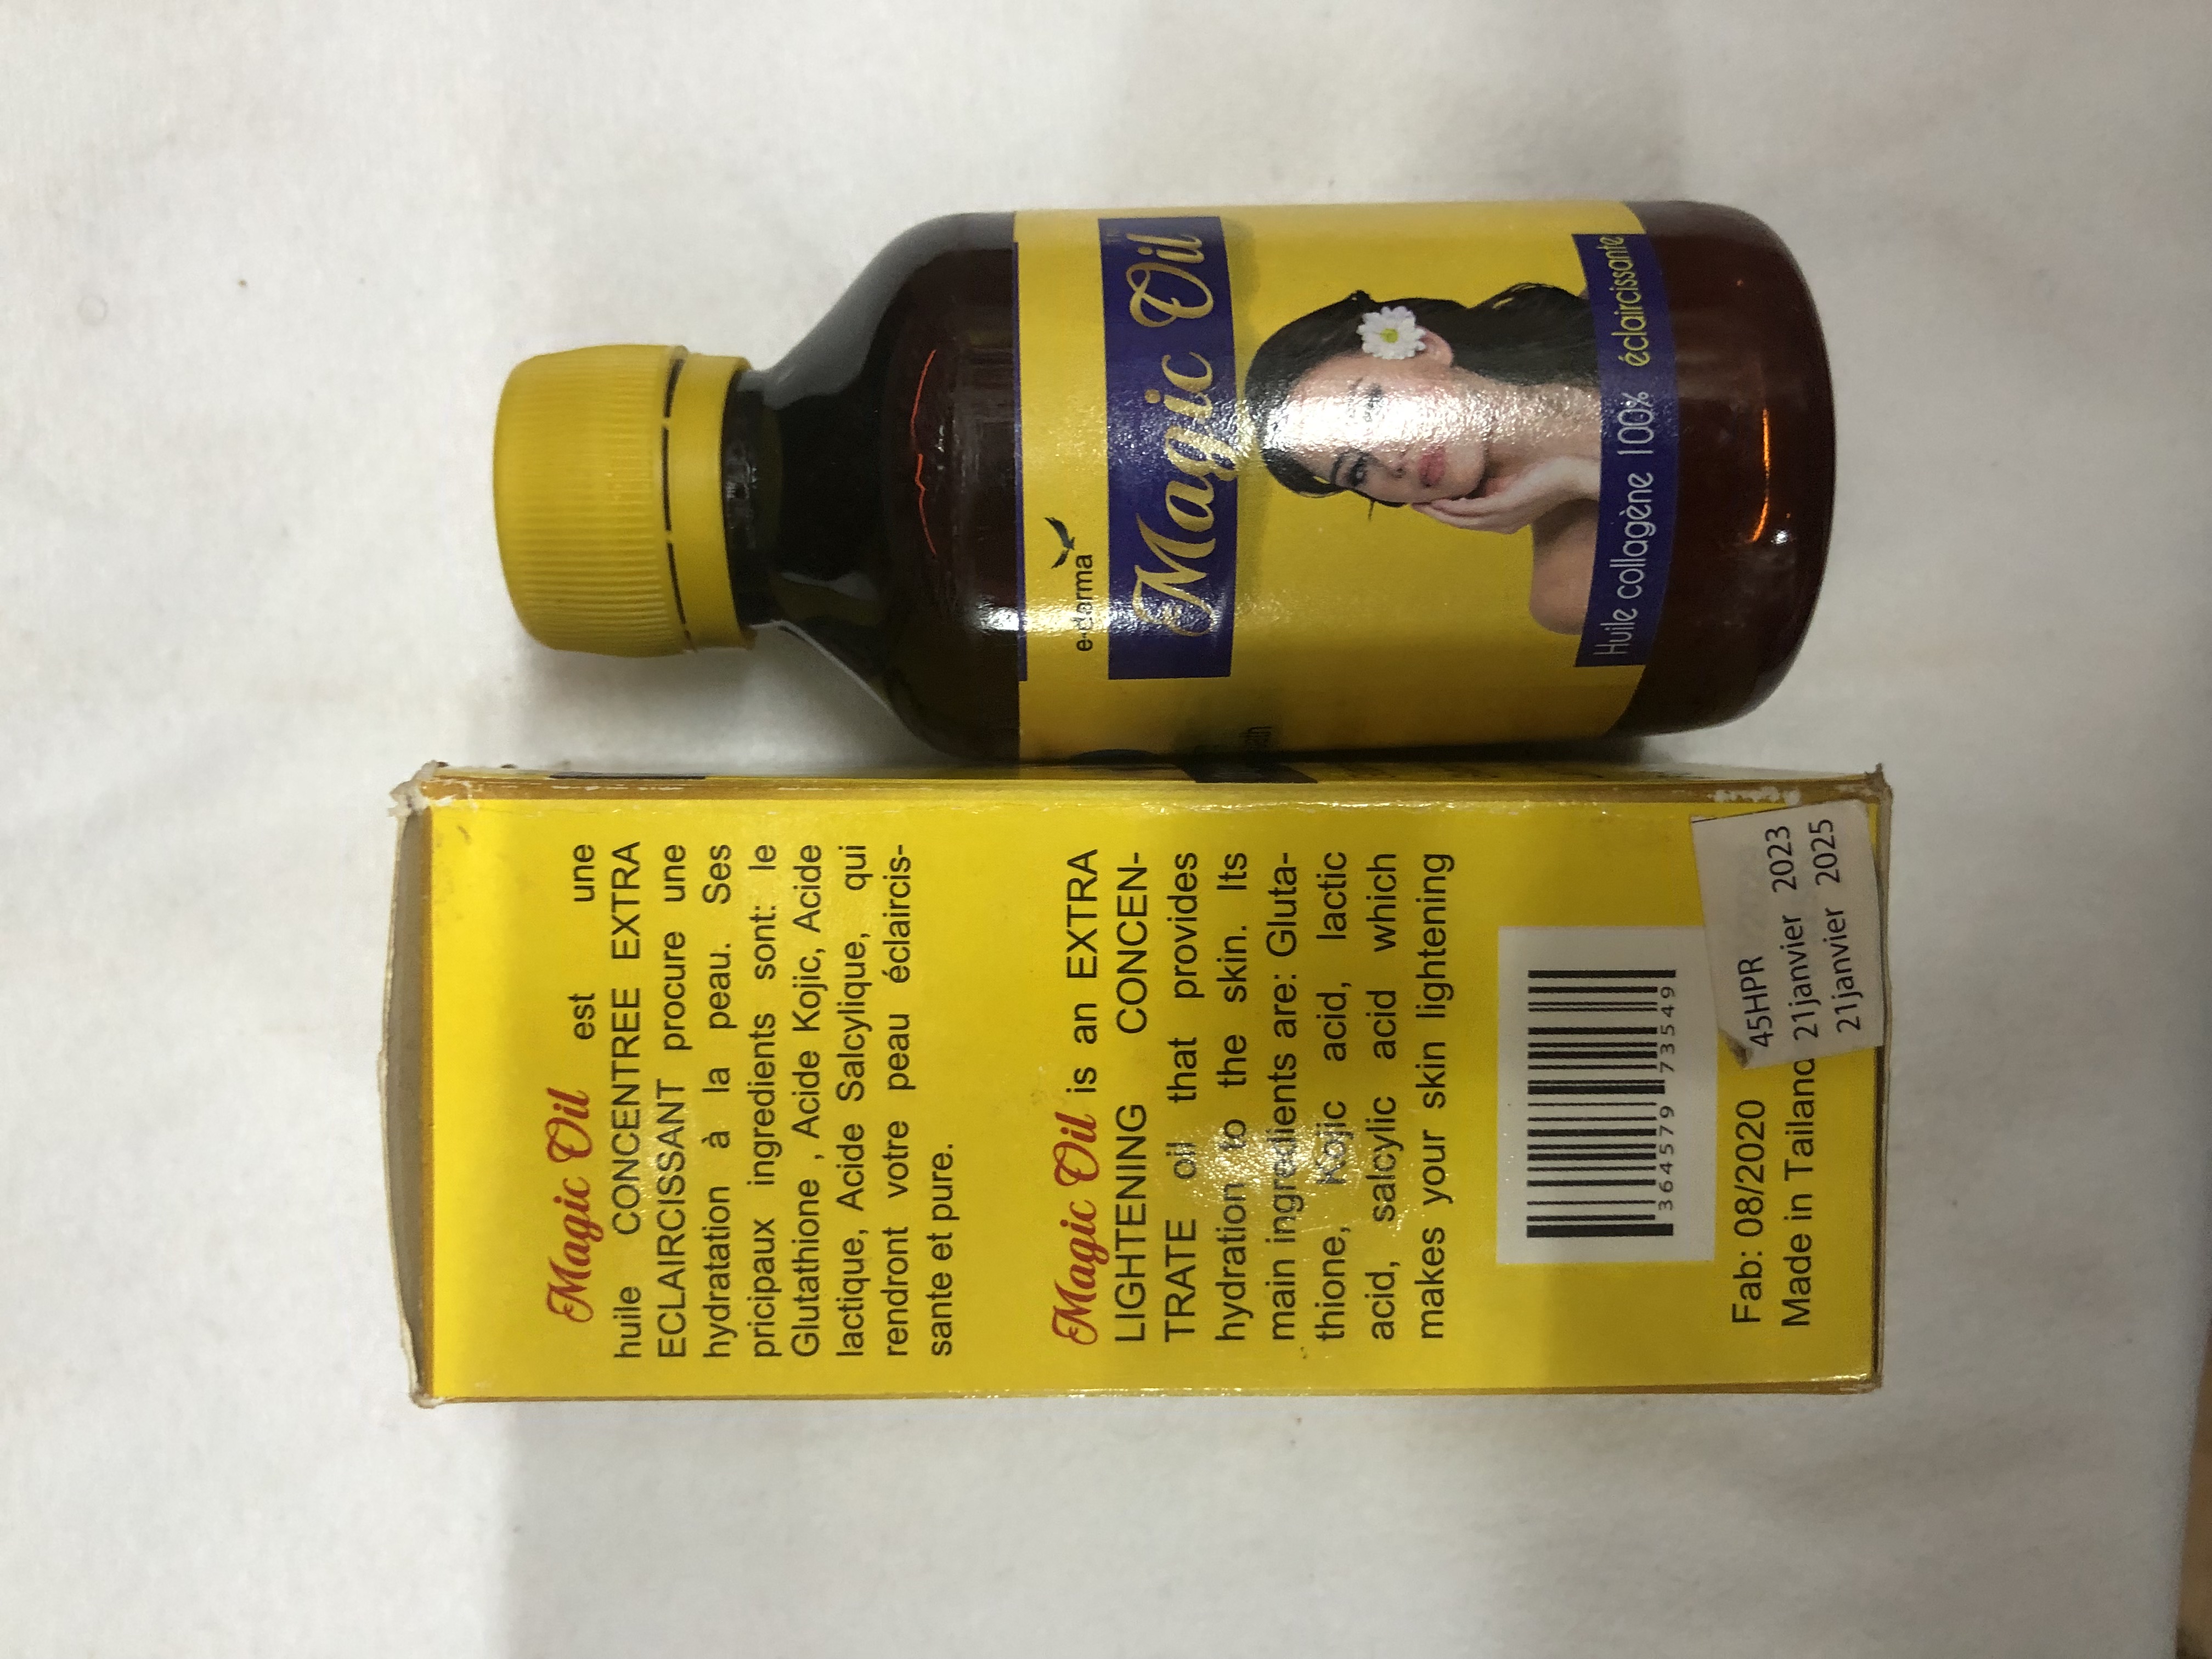 e-derma
Magic Oil
Huile collagène 100% éclaircissante
Magic Oil est une
huile CONCENTREE EXTRA
ECLAIRCISSANT procure une
hydratation à la peau. Ses
pricipaux ingredients sont: le
Glutathione , Acide Kojic, Acide
lactique, Acide Salcylique, qui
rendront votre peau éclaircis-
sante et pure.
Magic Oil is an EXTRA
LIGHTENING CONCEN-
TRATE oil that provides
hydration to the skin. Its
main ingredients are: Gluta-
thione, Kojic acid, lactic
acid, salcylic acid which
makes your skin lightening
3645797 73549
Fab: 08/2020
Made in Tailand
45HPR
21janvier 2023
21janvier 2025